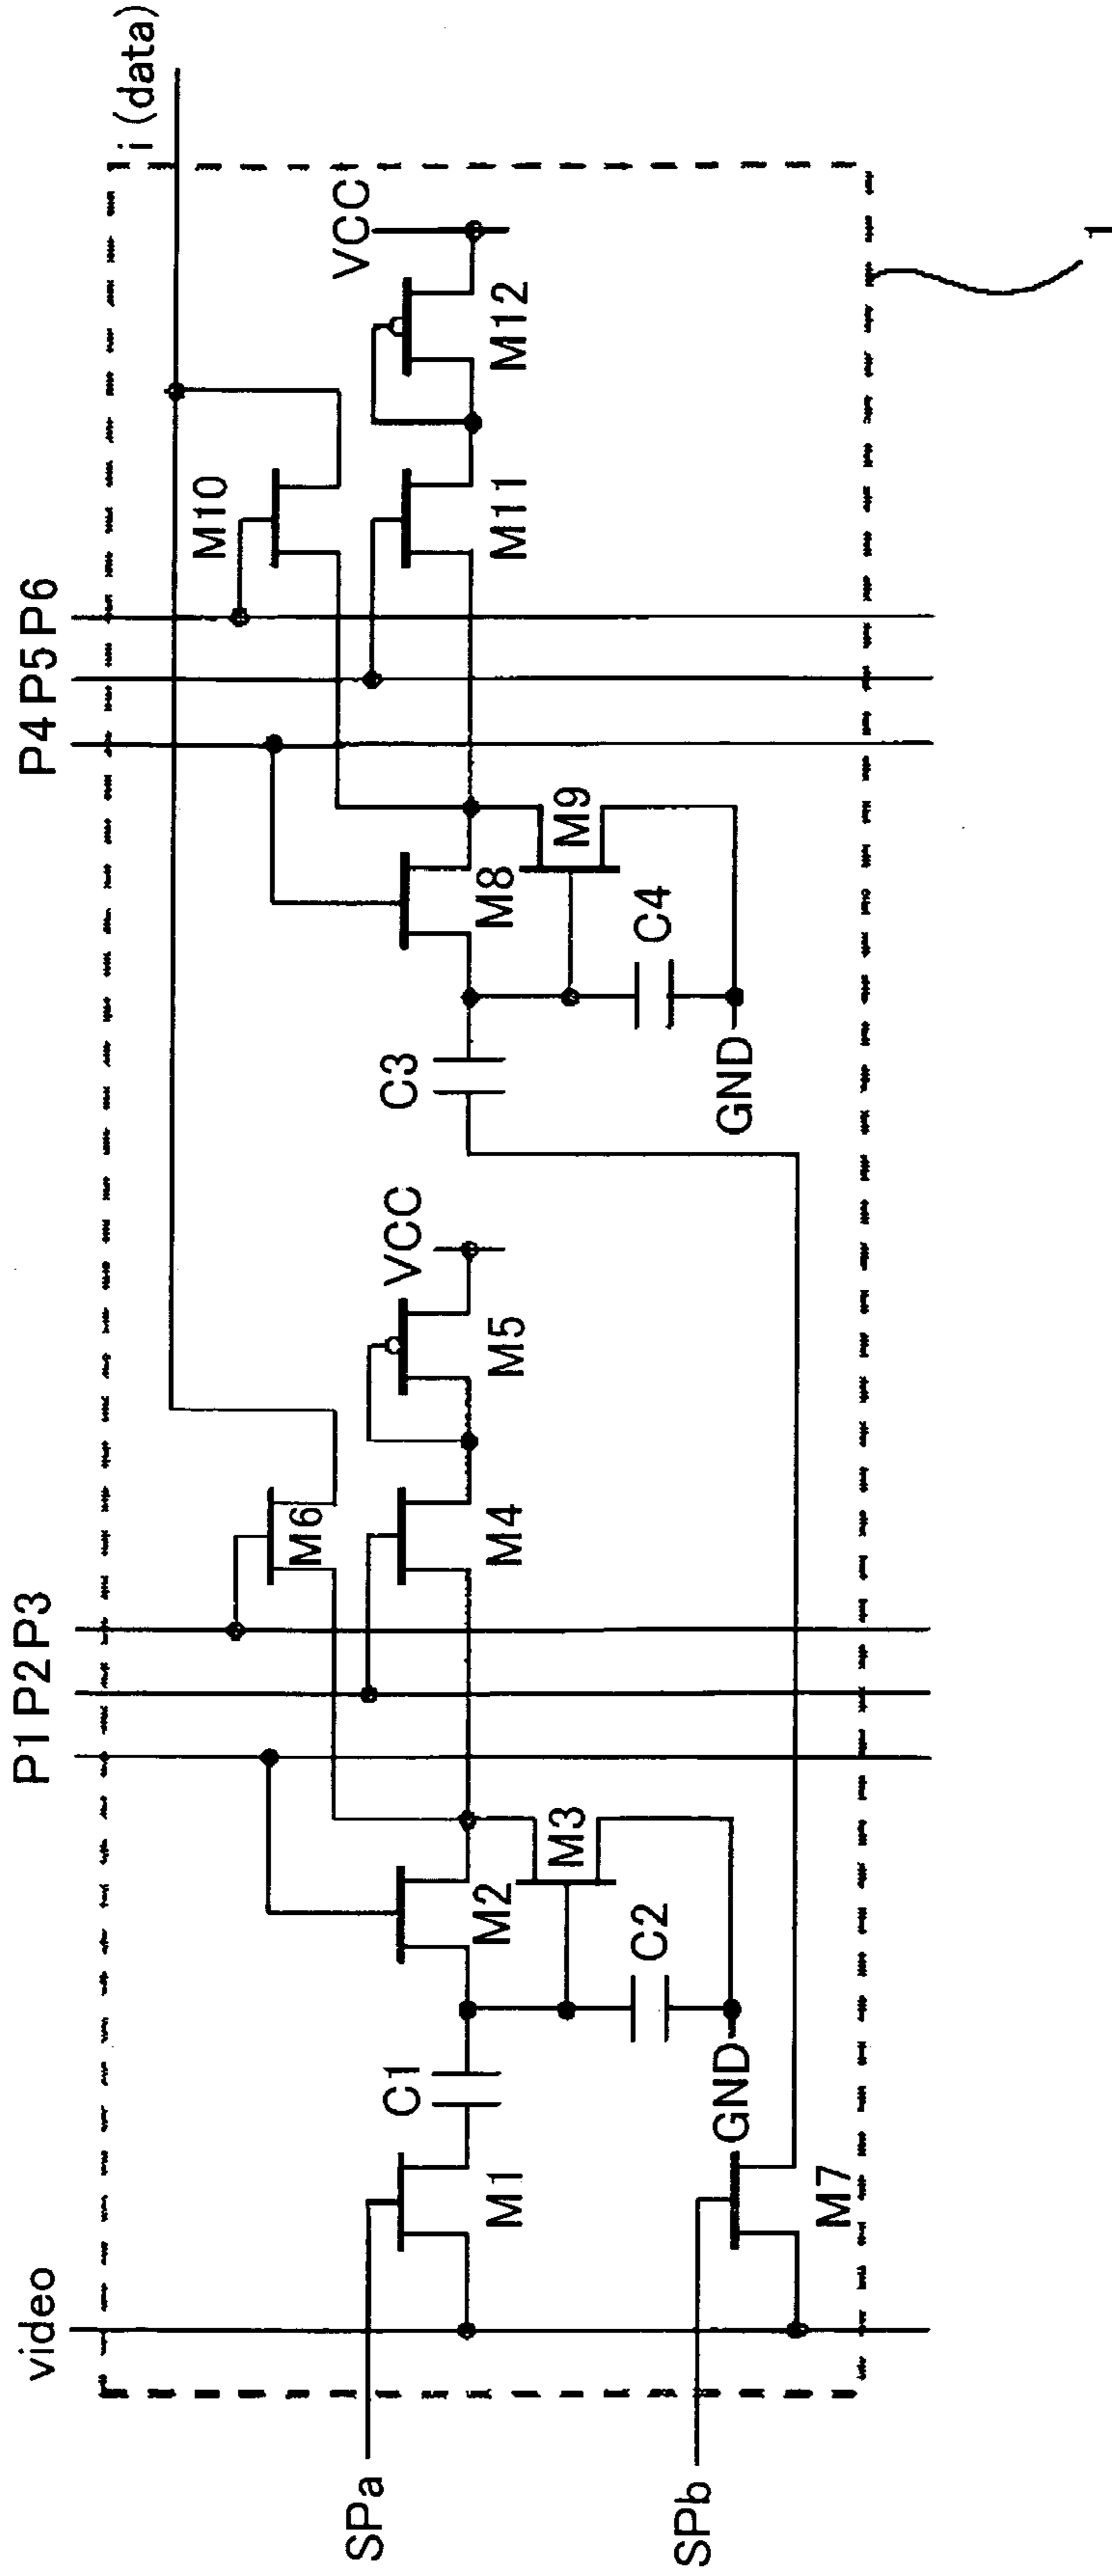 P1 P2 P3
P4 P5 P6
video
i (data)
SPa
SPb
M1
C1
M2
M3
C2
GND
M4
M5
VCC
M6
M7
C3
M8
M9
C4
GND
M10
M11
M12
VCC
1